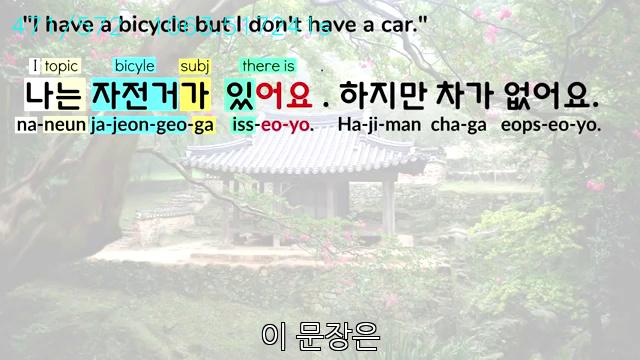 "I have a bicycle but I don't have a car."
I topic bicyle subj there is
나는 자전거가 있어요 . 하지만 차가 없어요.
na-neun ja-jeon-geo-ga iss-eo-yo. Ha-ji-man cha-ga eops-eo-yo.
이 문장은